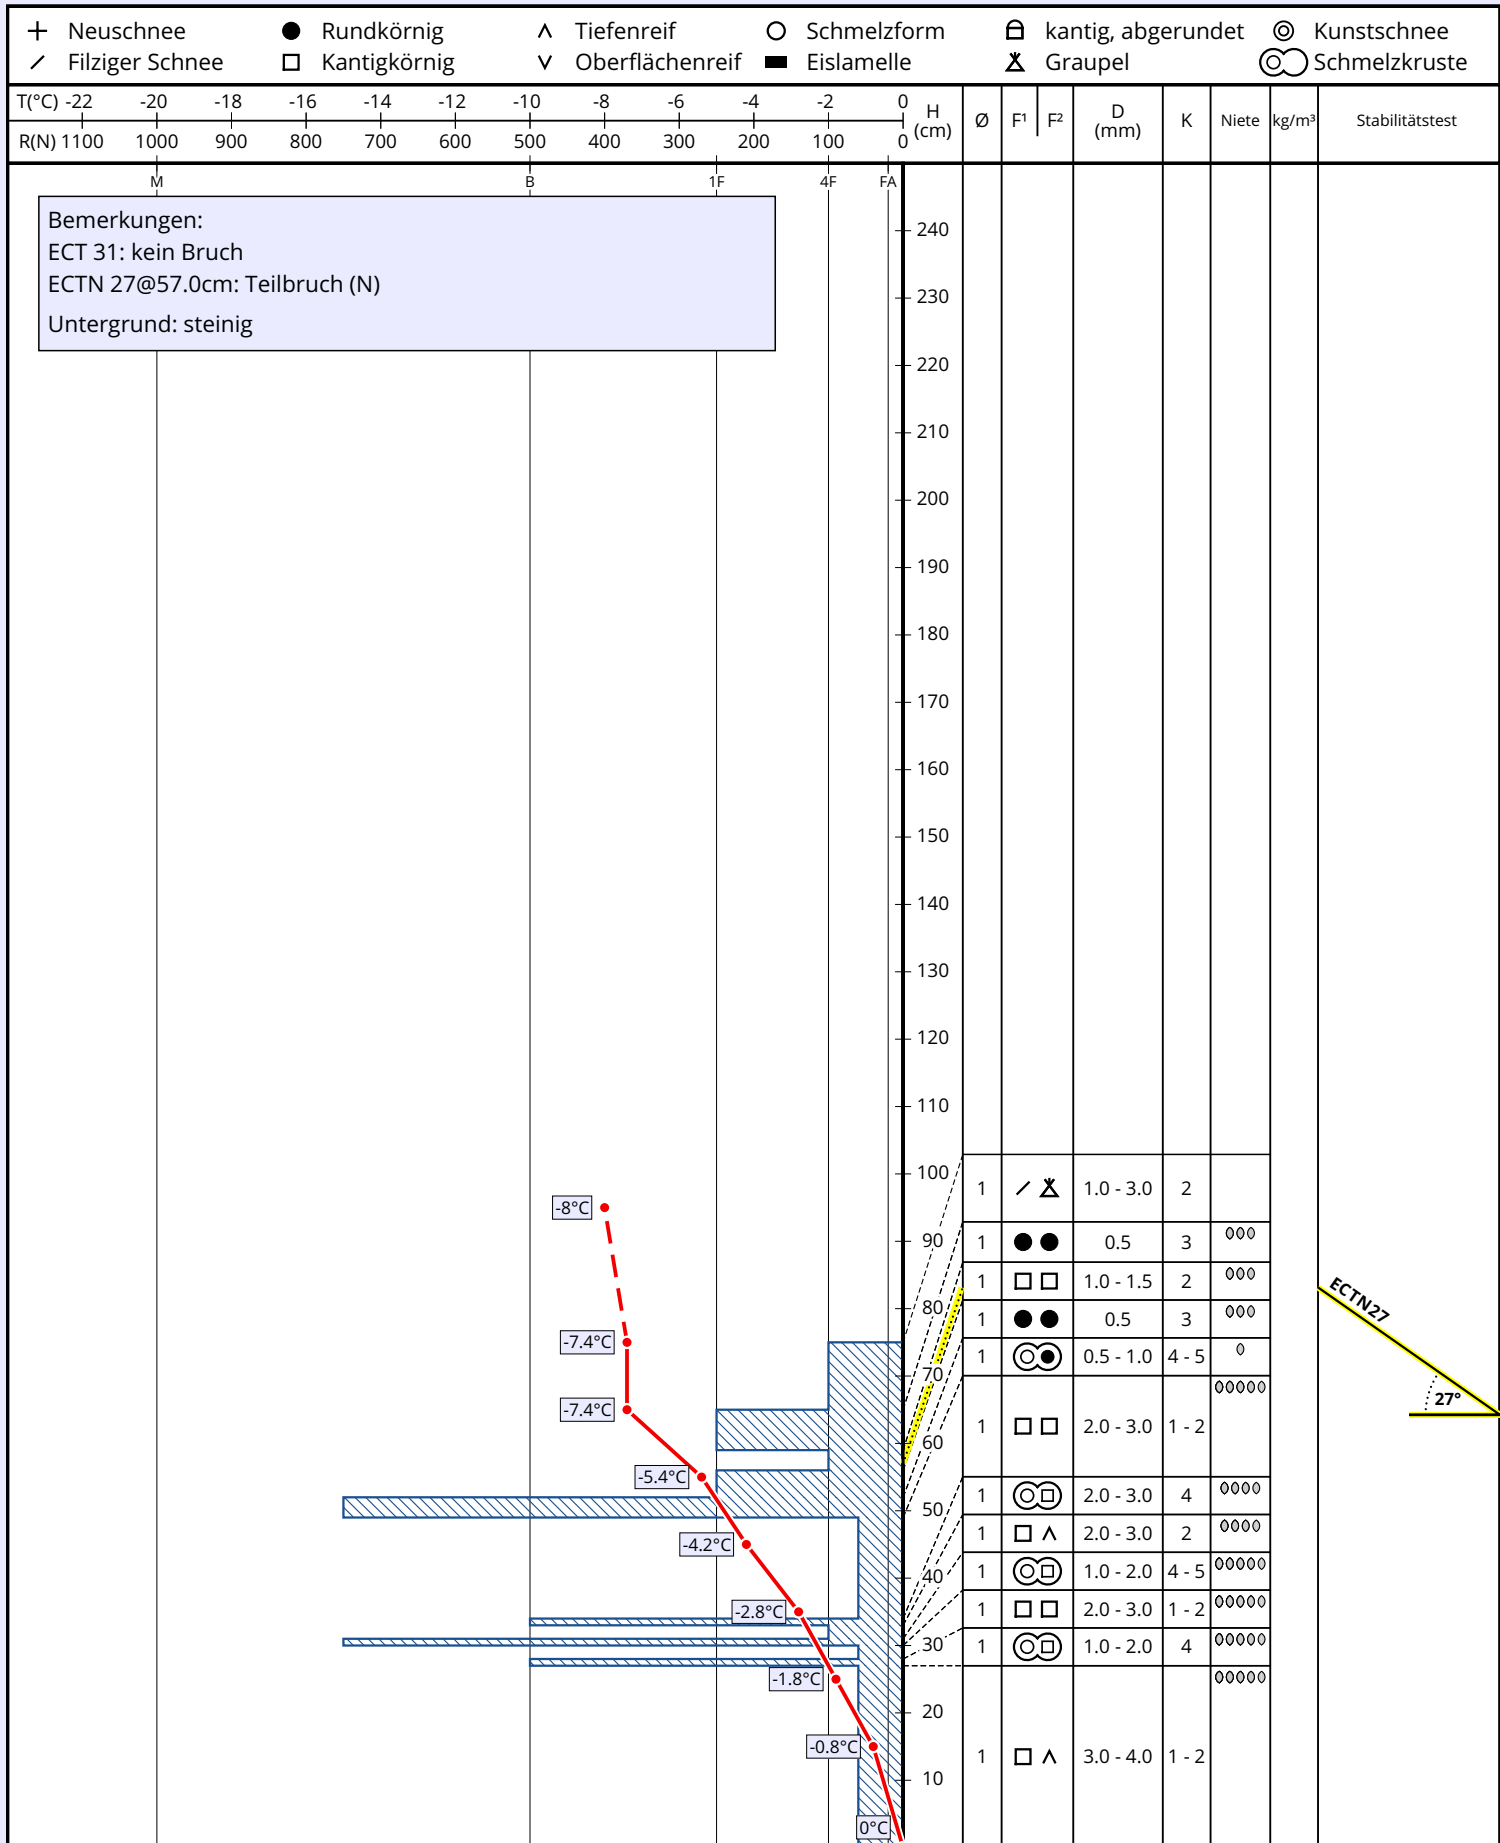 Neuschnee Rundkörnig Tiefenreif Schmelzform kantig, abgerundet Kunstschnee
Filziger Schnee Kantigkörnig Oberflächenreif Eislamelle Graupel Schmelzkruste
T(°C) -22 -20 -18 -16 -14 -12 -10 -8 -6 -4 -2 0
R(N) 1100 1000 900 800 700 600 500 400 300 200 100 0
H (cm) Ø F¹ F² D (mm) K Niete kg/m³ Stabilitätstest
M B 1F 4F FA
Bemerkungen:
ECT 31: kein Bruch
ECTN 27@57.0cm: Teilbruch (N)
Untergrund: steinig
240
230
220
210
200
190
180
170
160
150
140
130
120
110
100
90
80
70
60
50
40
30
20
10
-8°C
-7.4°C
-7.4°C
-5.4°C
-4.2°C
-2.8°C
-1.8°C
-0.8°C
0°C
1 1.0 - 3.0 2
1 0.5 3
1 1.0 - 1.5 2
1 0.5 3
1 0.5 - 1.0 4 - 5
1 2.0 - 3.0 1 - 2
1 2.0 - 3.0 4
1 2.0 - 3.0 2
1 1.0 - 2.0 4 - 5
1 2.0 - 3.0 1 - 2
1 1.0 - 2.0 4
1 3.0 - 4.0 1 - 2
ECTN27
27°